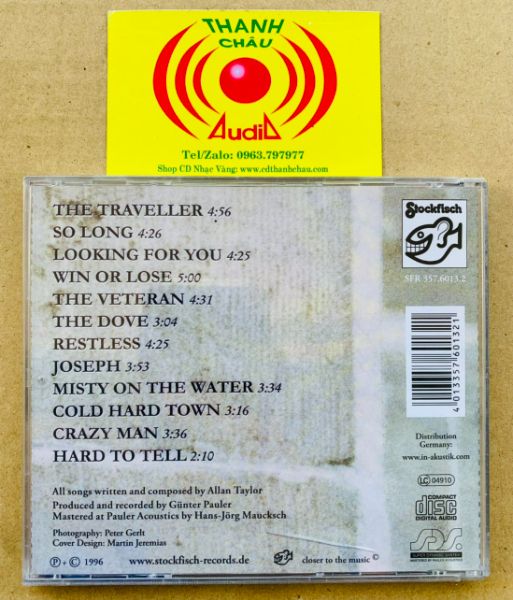 THANH
CHÂU
AudiO
Tel/Zalo: 0963.797977
Shop CD Nhạc Vàng: www.cdthanhchau.com
Stockfisch
SFR 357.6013.2
THE TRAVELLER 4:56
SO LONG 4:26
LOOKING FOR YOU 4:25
WIN OR LOSE 5:00
THE VETERAN 4:31
THE DOVE 3:04
RESTLESS 4:25
JOSEPH 3:53
MISTY ON THE WATER 3:34
COLD HARD TOWN 3:16
CRAZY MAN 3:36
HARD TO TELL 2:10
4 013357 601321
Distribution
Germany:
www.in-akustik.com
LC 04910
COMPACT
disc
DIGITAL AUDIO
All songs written and composed by Allan Taylor
Produced and recorded by Günter Pauler
Mastered at Pauler Acoustics by Hans-Jörg Maucksch
Photography: Peter Gerlt
Cover Design: Martin Jeremias
P + C 1996
www.stockfisch-records.de
closer to the music ©